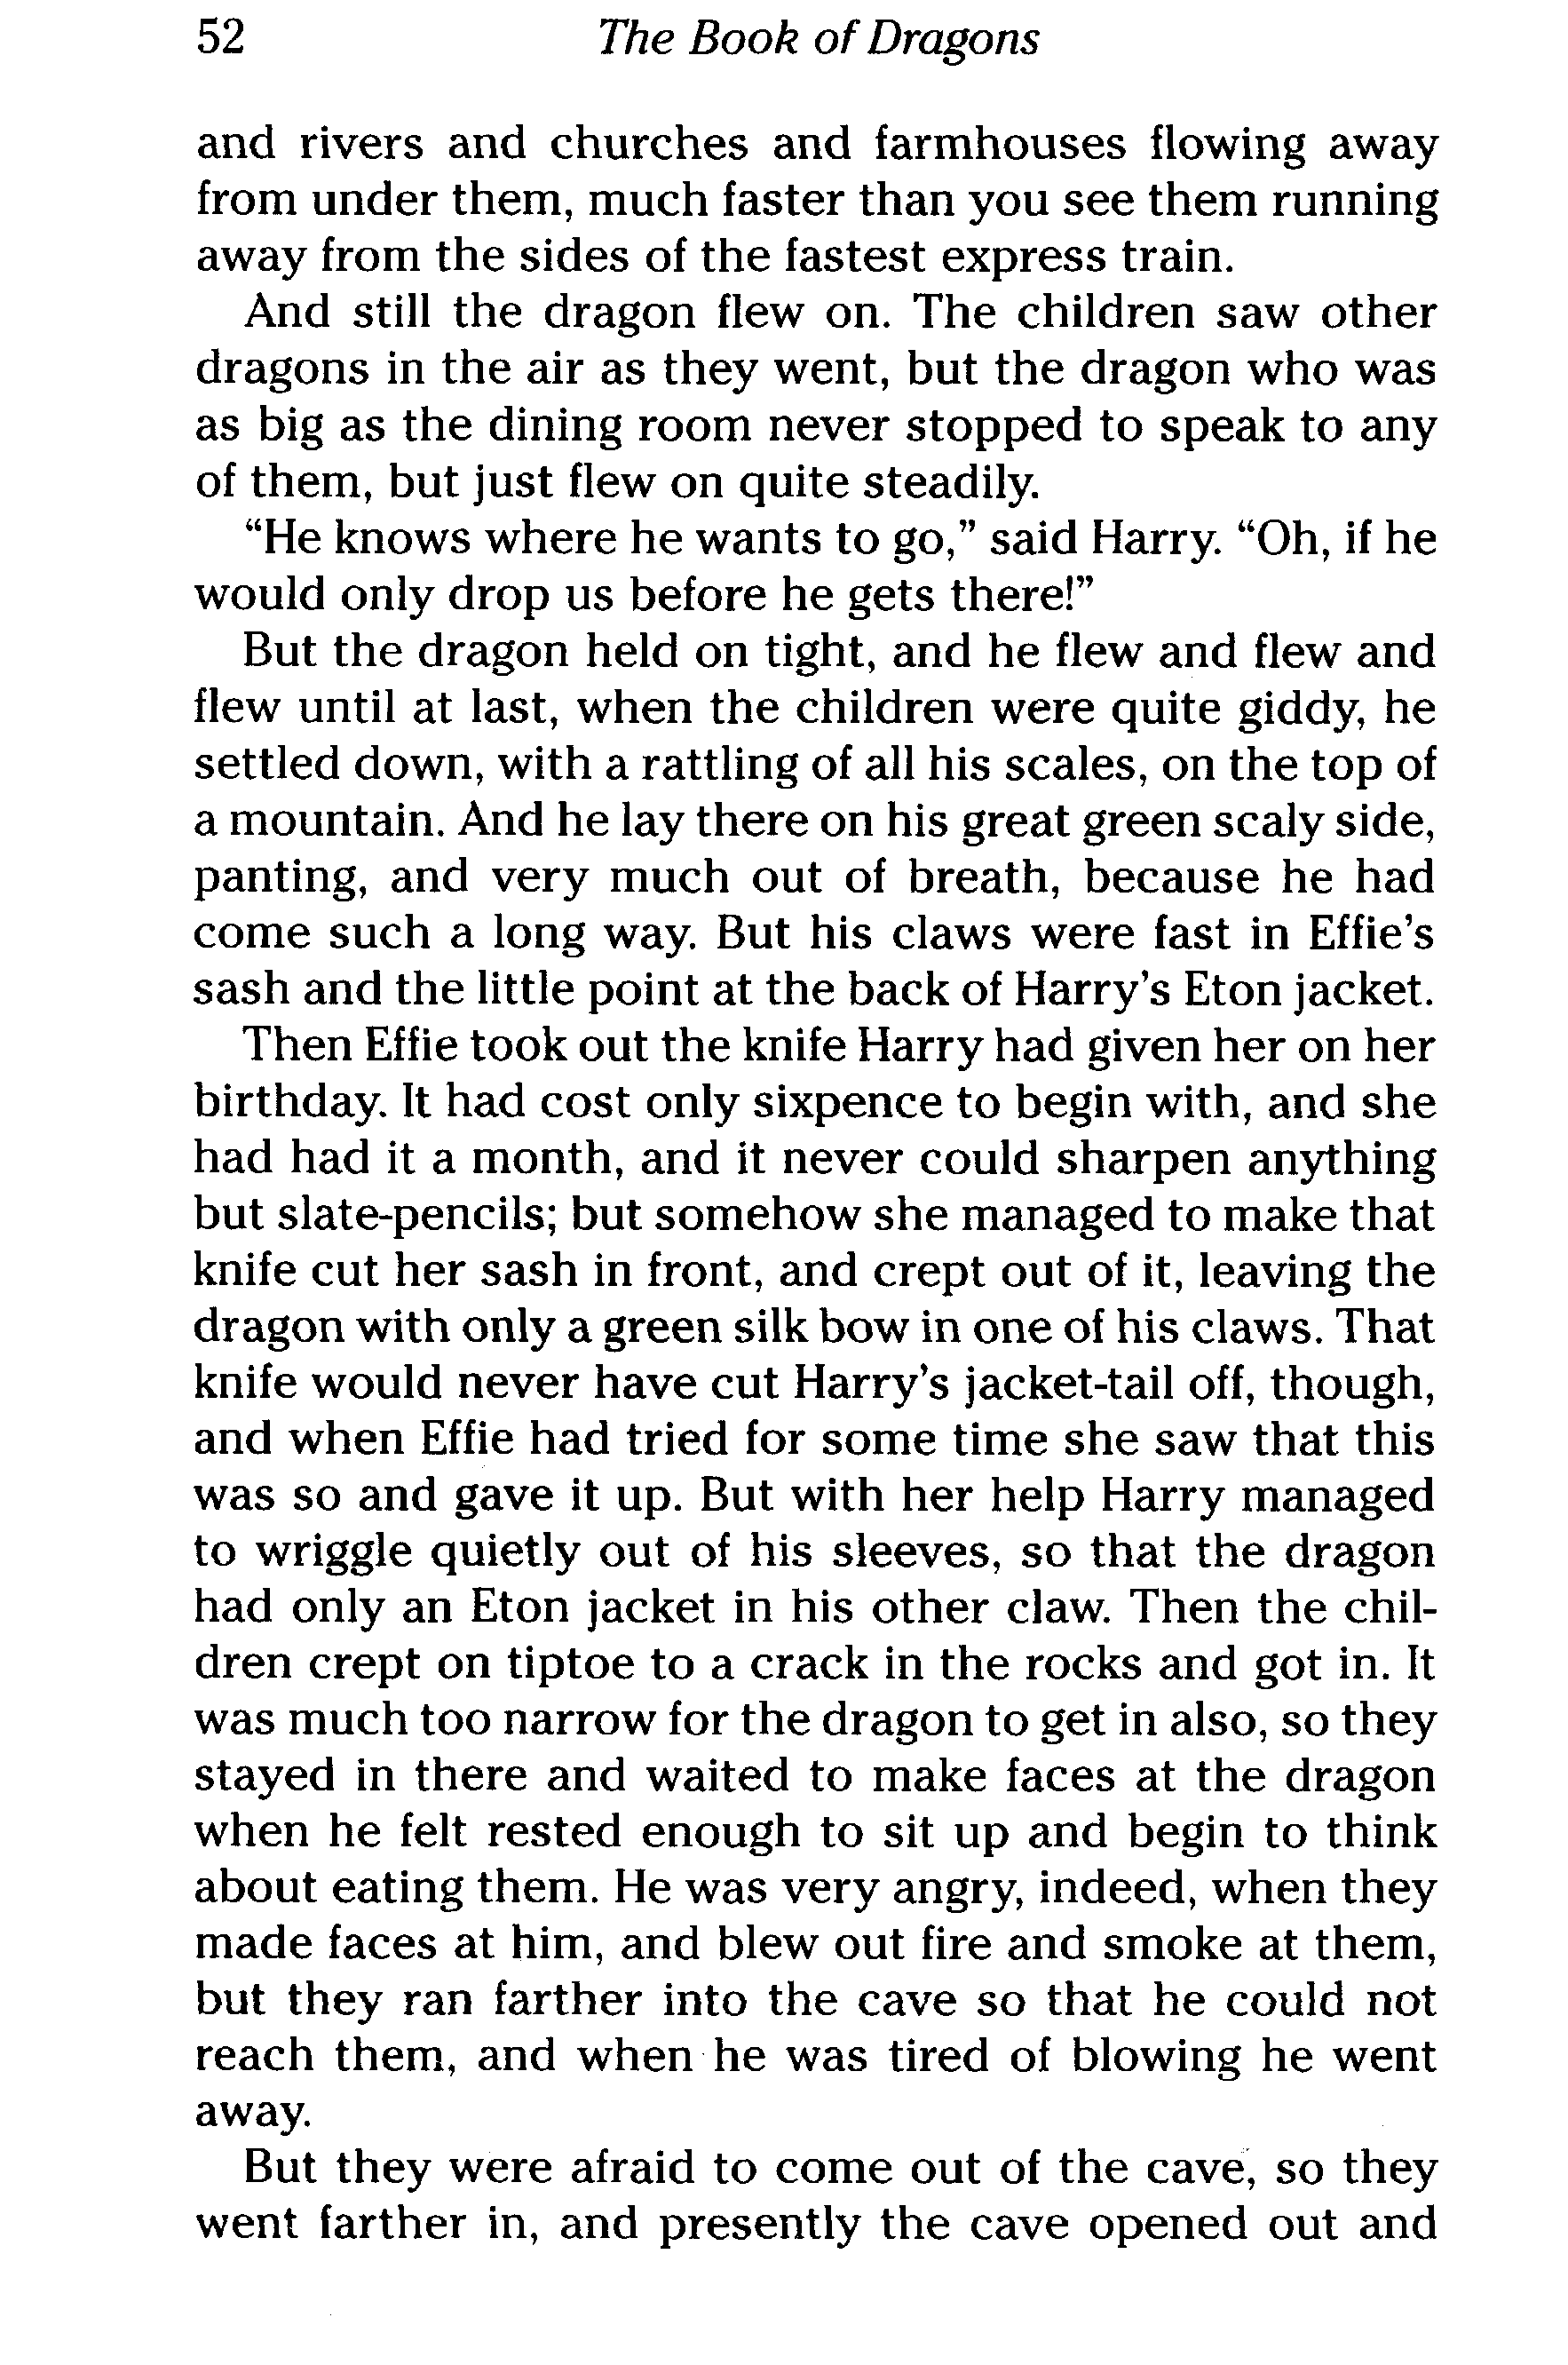 52 The Book of Dragons
and rivers and churches and farmhouses flowing away
from under them, much faster than you see them running
away from the sides of the fastest express train.
And still the dragon flew on. The children saw other
dragons in the air as they went, but the dragon who was
as big as the dining room never stopped to speak to any
of them, but just flew on quite steadily.
“He knows where he wants to go,” said Harry. “Oh, if he
would only drop us before he gets there!”
But the dragon held on tight, and he flew and flew and
flew until at last, when the children were quite giddy, he
settled down, with a rattling of all his scales, on the top of
a mountain. And he lay there on his great green scaly side,
panting, and very much out of breath, because he had
come such a long way. But his claws were fast in Effie’s
sash and the little point at the back of Harry’s Eton jacket.
Then Effie took out the knife Harry had given her on her
birthday. It had cost only sixpence to begin with, and she
had had it a month, and it never could sharpen anything
but slate-pencils; but somehow she managed to make that
knife cut her sash in front, and crept out of it, leaving the
dragon with only a green silk bow in one of his claws. That
knife would never have cut Harry’s jacket-tail off, though,
and when Effie had tried for some time she saw that this
was so and gave it up. But with her help Harry managed
to wriggle quietly out of his sleeves, so that the dragon
had only an Eton jacket in his other claw. Then the chil-
dren crept on tiptoe to a crack in the rocks and got in. It
was much too narrow for the dragon to get in also, so they
stayed in there and waited to make faces at the dragon
when he felt rested enough to sit up and begin to think
about eating them. He was very angry, indeed, when they
made faces at him, and blew out fire and smoke at them,
but they ran farther into the cave so that he could not
reach them, and when he was tired of blowing he went
away.
But they were afraid to come out of the cave, so they
went farther in, and presently the cave opened out and